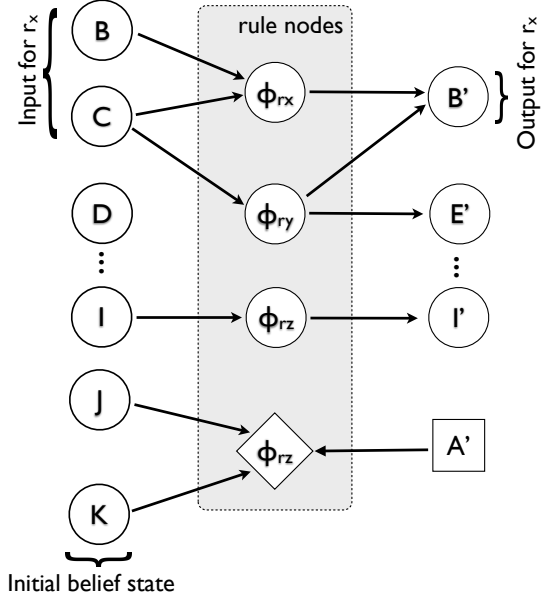 Input for rx
B
rule nodes
C
ϕrx
B'
Output for rx
D
ϕry
E'
I
ϕrz
I'
J
ϕrz
A'
K
Initial belief state